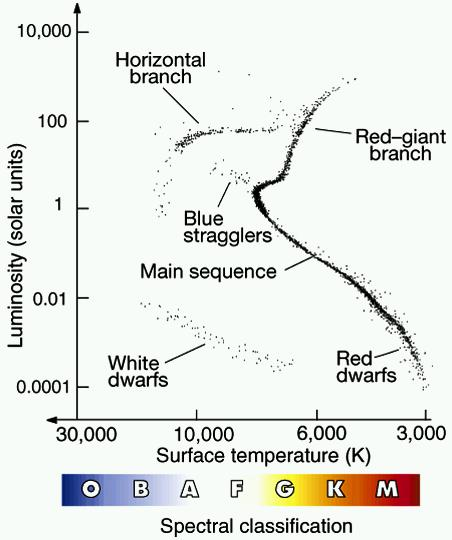 10,000
Horizontal
branch
100
Red–giant
branch
Luminosity (solar units)
1
Blue
stragglers
Main sequence
0.01
White
dwarfs
Red
dwarfs
0.0001
30,000 10,000 6,000 3,000
Surface temperature (K)
O B A F G K M
Spectral classification